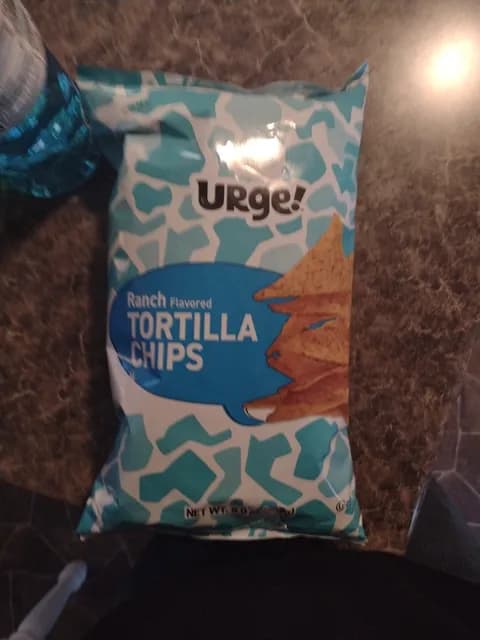 URge!
Ranch Flavored
TORTILLA
CHIPS
NET WT.